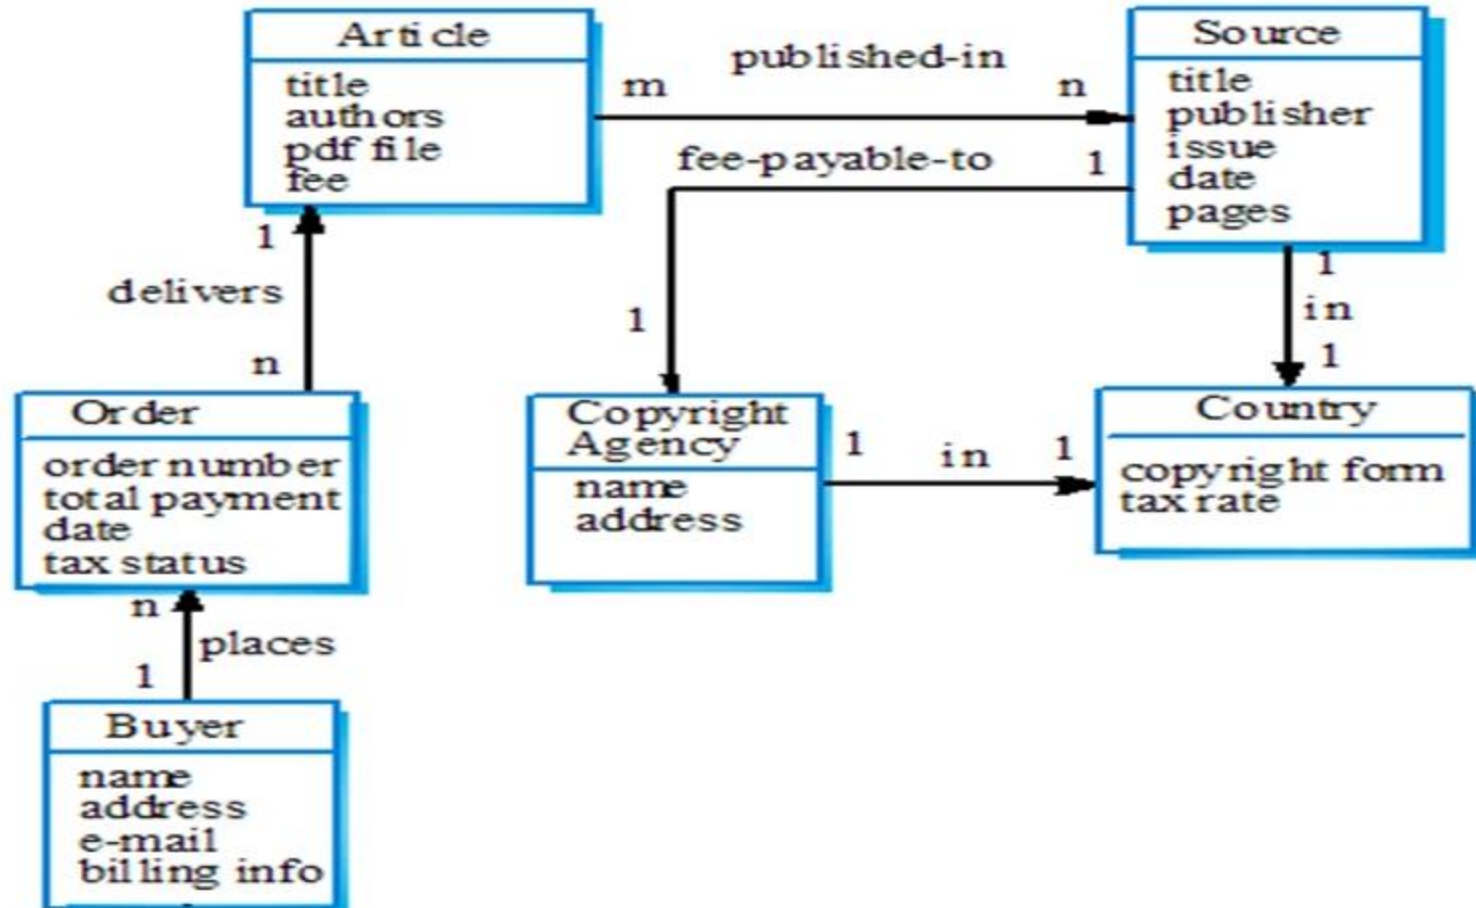 Article
title
authors
pdf file
fee
published-in
m
n
Source
title
publisher
issue
date
pages
fee-payable-to
1
1
1
delivers
n
1
in
1
Order
order number
total payment
date
tax status
Copyright
Agency
name
address
1
in
1
Country
copyright form
tax rate
n
places
1
Buyer
name
address
e-mail
billing info